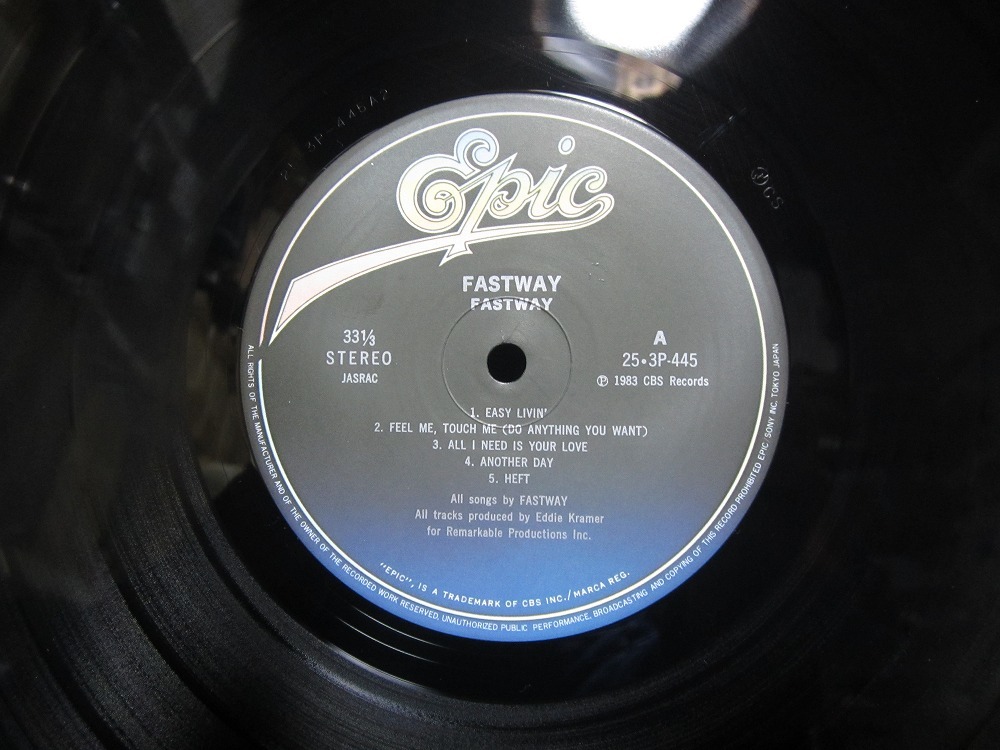 Epic
FASTWAY
FASTWAY
33⅓
STEREO
JASRAC
A
25•3P-445
Ⓟ 1983 CBS Records
1. EASY LIVIN'
2. FEEL ME, TOUCH ME (DO ANYTHING YOU WANT)
3. ALL I NEED IS YOUR LOVE
4. ANOTHER DAY
5. HEFT
All songs by FASTWAY
All tracks produced by Eddie Kramer
for Remarkable Productions Inc.
"EPIC", IS A TRADEMARK OF CBS INC./MARCA REG.
ALL RIGHTS OF THE MANUFACTURER AND OF THE OWNER OF THE RECORDED WORK RESERVED. UNAUTHORIZED PUBLIC PERFORMANCE, BROADCASTING AND COPYING OF THIS RECORD PROHIBITED EPIC/SONY INC. TOKYO JAPAN
3P-445A2
CS